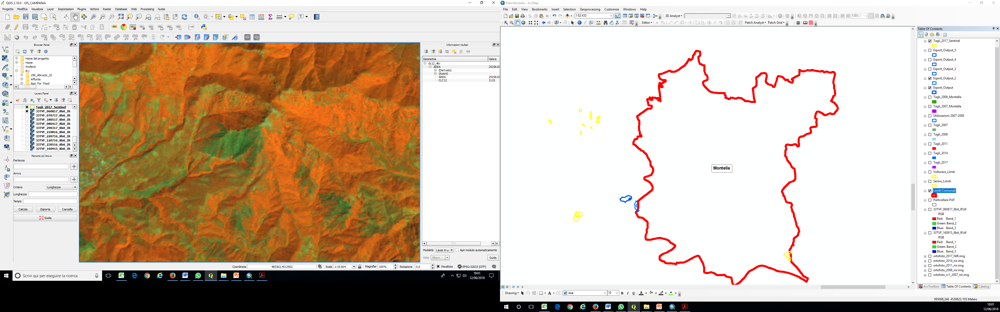 QGIS 2.18.0 - GIS_CAMPANIA
Progetto Modifica Visualizza Layer Impostazioni Plugins Vettore Raster Database Web Processing Guida
Browser Panel
Home del progetto
Home
Preferiti
B:/
25K_Abruzzo_32
Affunta
Agri_For_Food
Layers Panel
Tagli_2017_Sentinel
33TVF_060817_8bit_IR
33TVF_070717_8bit_IR
33TVF_180517_8bit_IR
33TVF_080417_8bit_IR
33TVF_290317_8bit_IR
33TVF_210816_8bit_IR
33TVF_220716_8bit_IR
33TVF_120716_8bit_IR
33TVF_230516_8bit_IR
33TVF_160915_8bit_IR
Percorso più breve
Partenza
Arrivo
Criterio Lunghezza
Lunghezza
Tempo
Calcola Esporta Cancella
Guida
Informazioni risultati
Geometria Valore
clc12_4liv
AREA 2525610
(Derivato)
(Azioni)
AREA 2525610
CLC12 3115
Modalità Layer in u Apri modulo automaticamente
Vista Albero Guida
Coordinata 485363,4513502 Scala 1:19.604 Magnifier 100% Rotazione 0,0 Visualizza EPSG:32633 (OTF)
Scrivi qui per eseguire la ricerca
18:01
12/06/2018
PdA Montella - ArcMap
File Edit View Bookmarks Insert Selection Geoprocessing Customize Windows Help
1:52.433 3D Analyst 115%
Editor Patch Analyst Patch Grid
Montella
Table Of Contents
Tagli_2017_Sentinel
Export_Output_5
Export_Output_4
Export_Output_3
Export_Output_2
Export_Output
Tagli_2008_Montella
Tagli_2007_Montella
Utilizzazioni 2007-2008
Tagli_2007
Tagli_2008
Tagli_2011
Tagli_2014
Tagli_2017
Volturara_Limiti
Serino_Limiti
Limiti Comunali
Particellare PAF
33TVF_060817_8bit_IR.tif
RGB
Red: Band_1
Green: Band_2
Blue: Band_3
33TVF_160915_8bit_IR.tif
RGB
Red: Band_1
Green: Band_2
Blue: Band_3
ortofoto_2017_NIR.img
ortofoto_2014_nir.img
ortofoto_2011_nir.img
ortofoto_2008_nir.img
ortofoto_rv1_2007_nir.img
ArcToolbox Table Of Contents Catalog
Drawing A Arial 10 B I U A
995098,246 4539623,105 Meters
18:01
12/06/2018